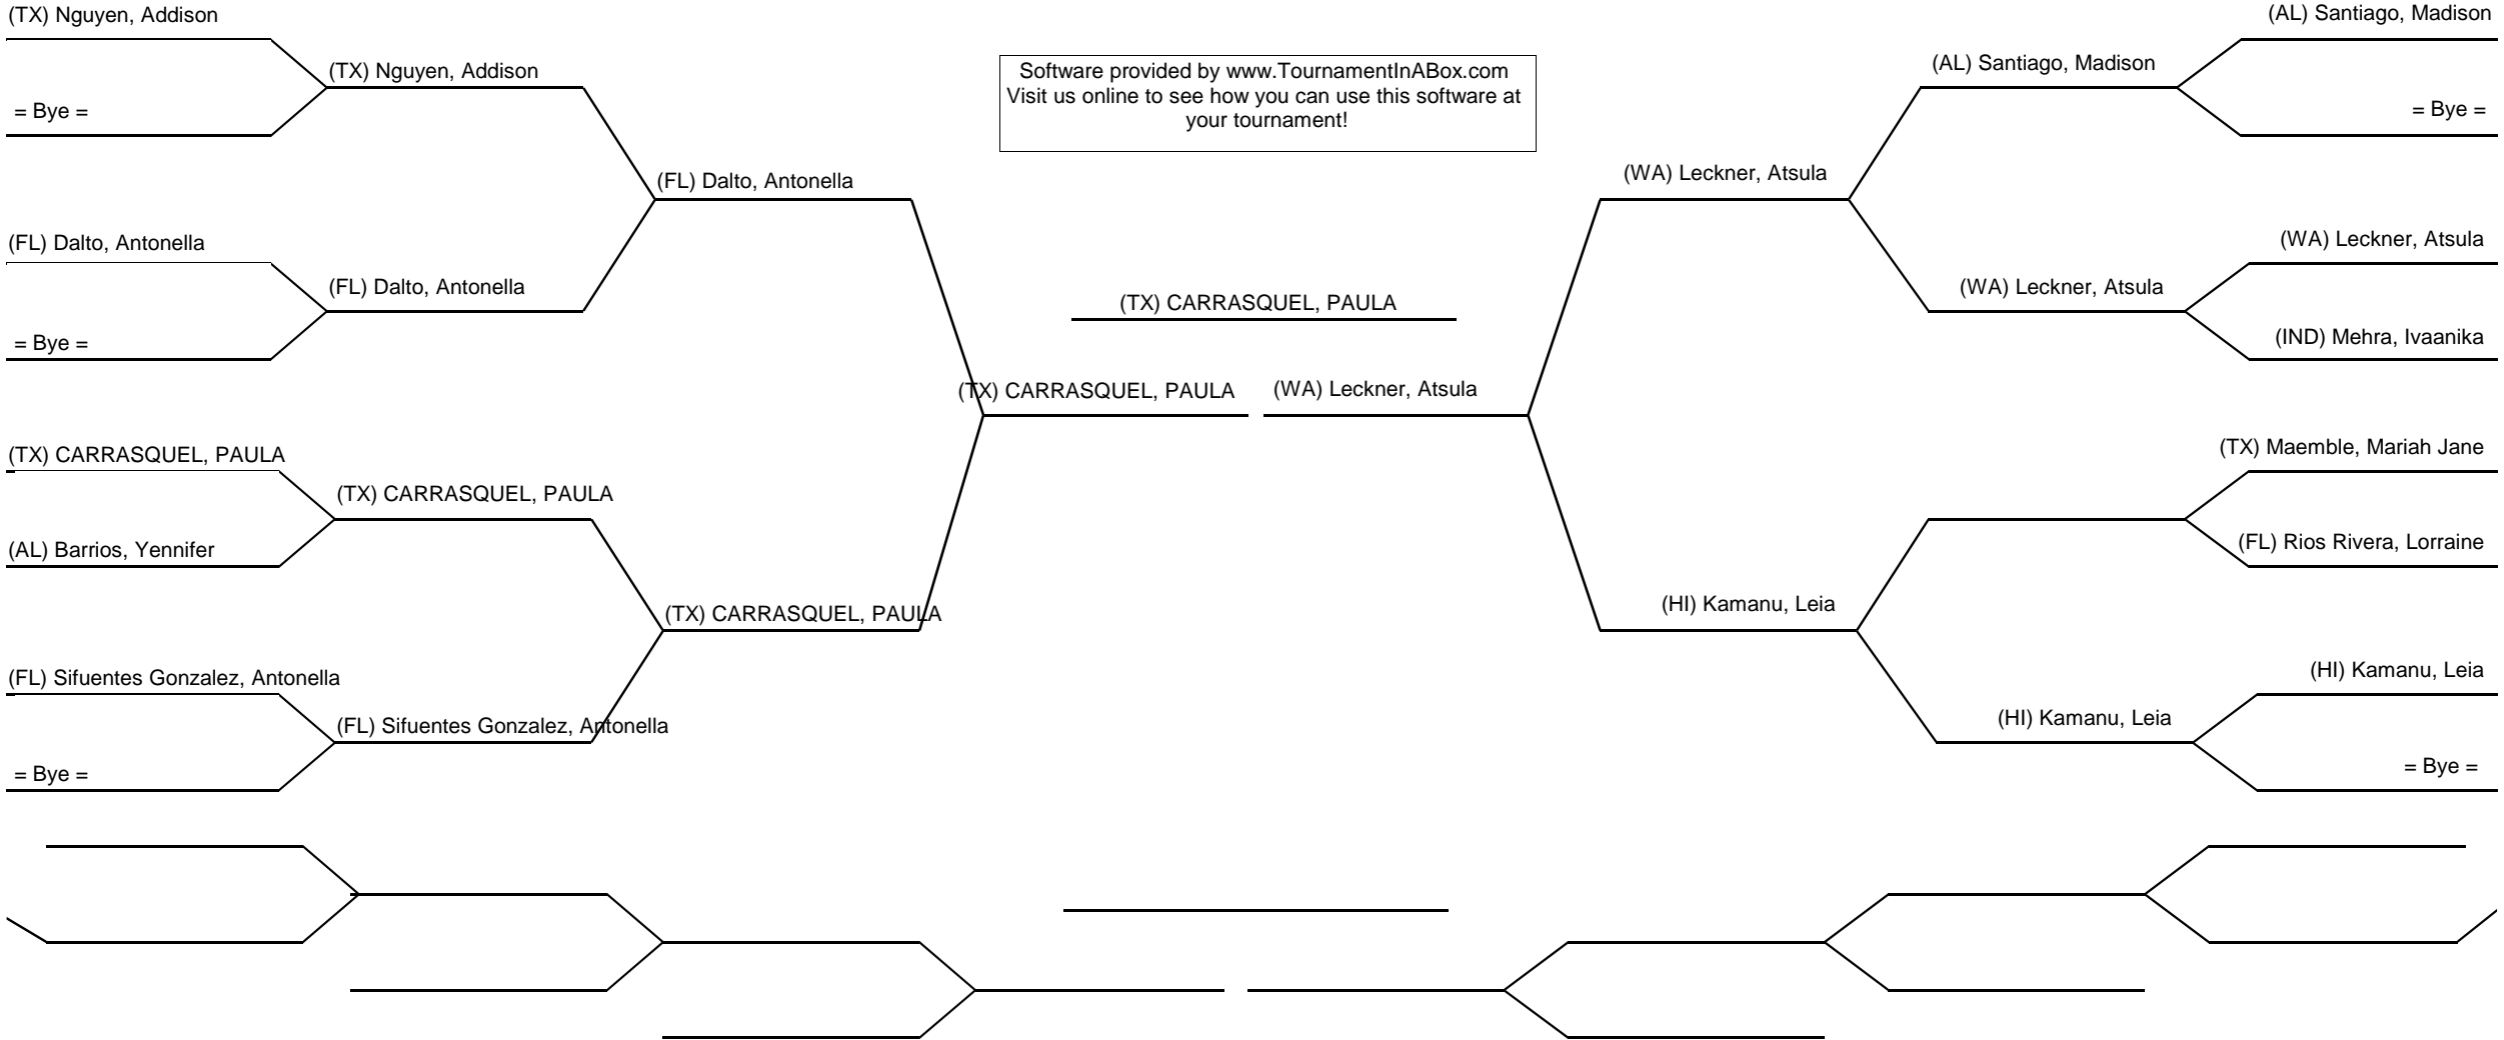 (TX) Nguyen, Addison
(AL) Santiago, Madison
(TX) Nguyen, Addison
Software provided by www.TournamentInABox.com
Visit us online to see how you can use this software at
your tournament!
(AL) Santiago, Madison
= Bye =
= Bye =
(FL) Dalto, Antonella
(WA) Leckner, Atsula
(FL) Dalto, Antonella
(WA) Leckner, Atsula
(FL) Dalto, Antonella
(TX) CARRASQUEL, PAULA
(WA) Leckner, Atsula
= Bye =
(IND) Mehra, Ivaanika
(TX) CARRASQUEL, PAULA
(WA) Leckner, Atsula
(TX) CARRASQUEL, PAULA
(TX) Maemble, Mariah Jane
(TX) CARRASQUEL, PAULA
(AL) Barrios, Yennifer
(FL) Rios Rivera, Lorraine
(TX) CARRASQUEL, PAULA
(HI) Kamanu, Leia
(FL) Sifuentes Gonzalez, Antonella
(HI) Kamanu, Leia
(FL) Sifuentes Gonzalez, Antonella
(HI) Kamanu, Leia
= Bye =
= Bye =